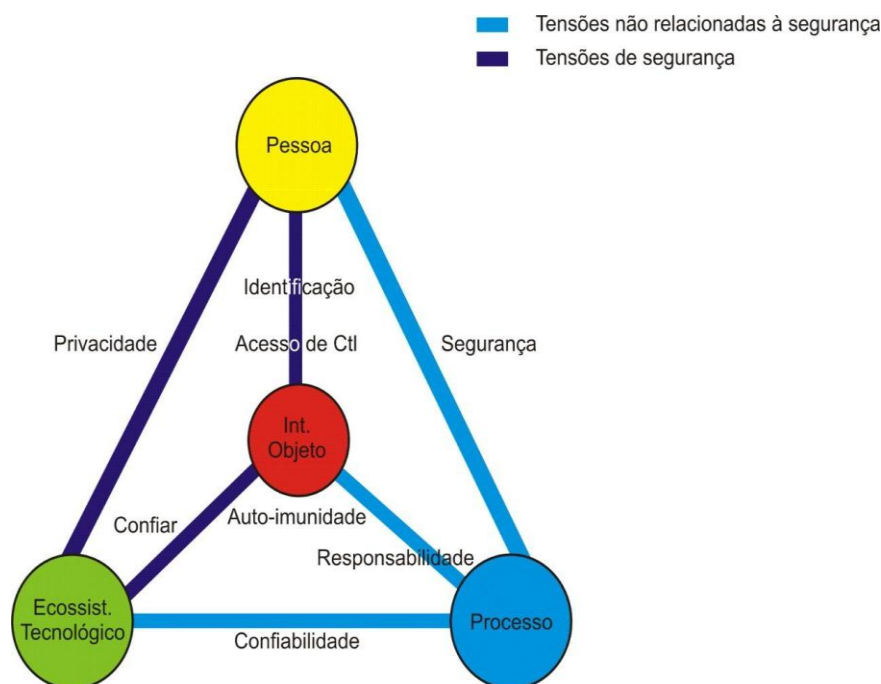 Tensões não relacionadas à segurança
Tensões de segurança
Pessoa
Identificação
Privacidade
Acesso de Ctl
Segurança
Int.
Objeto
Confiar
Auto-imunidade
Responsabilidade
Ecossist.
Tecnológico
Processo
Confiabilidade